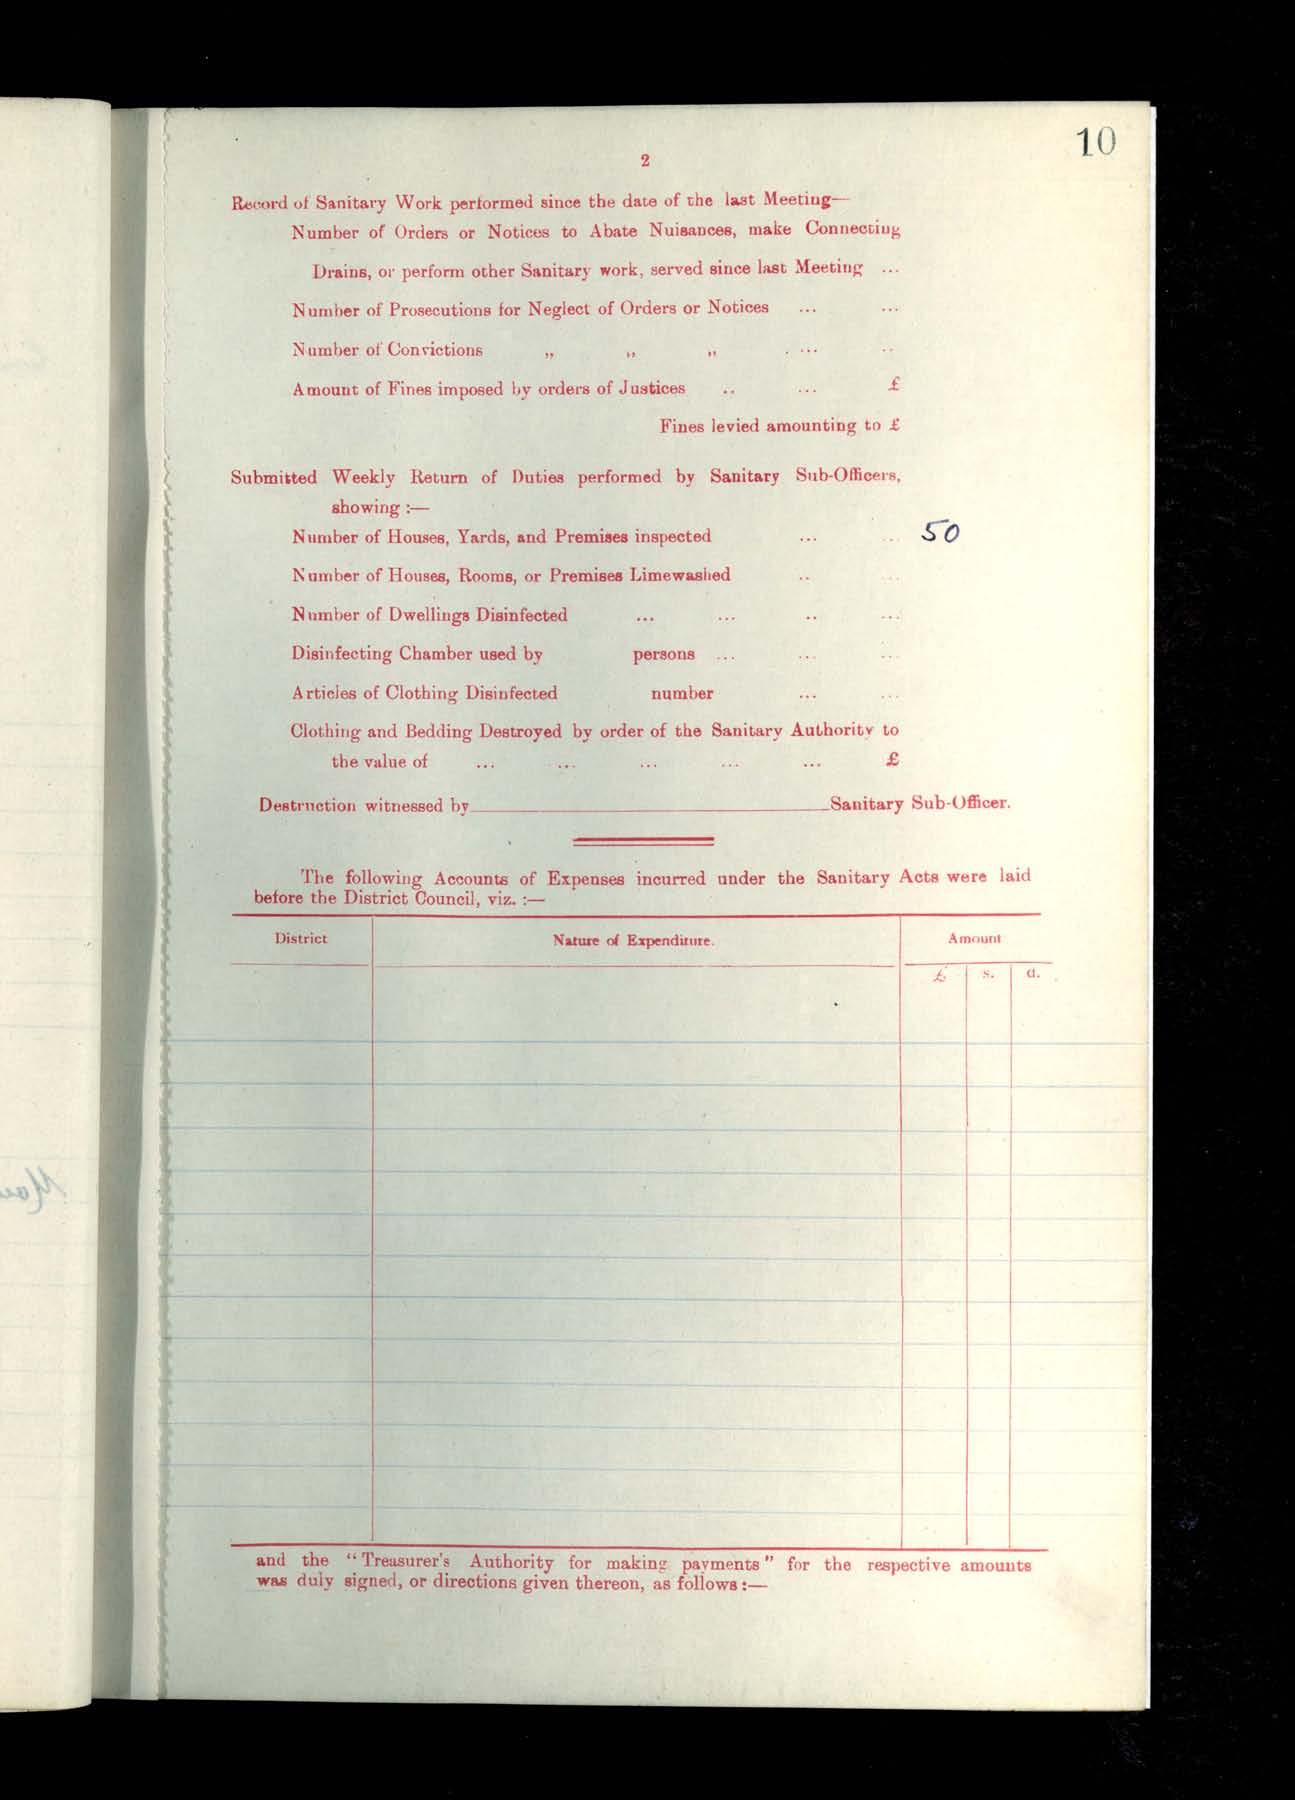 10
2
Record of Sanitary Work performed since the date of the last Meeting—
Number of Orders or Notices to Abate Nuisances, make Connecting
Drains, or perform other Sanitary work, served since last Meeting ...
Number of Prosecutions for Neglect of Orders or Notices ... ...
Number of Convictions „ „ „ ... ..
Amount of Fines imposed by orders of Justices .. ... £
Fines levied amounting to £
Submitted Weekly Return of Duties performed by Sanitary Sub-Officers,
showing :—
Number of Houses, Yards, and Premises inspected ... ... 50
Number of Houses, Rooms, or Premises Limewashed .. ...
Number of Dwellings Disinfected ... ... .. ...
Disinfecting Chamber used by persons ... ... ...
Articles of Clothing Disinfected number ... ...
Clothing and Bedding Destroyed by order of the Sanitary Authority to
the value of ... ... ... ... ... £
Destruction witnessed by Sanitary Sub-Officer.
The following Accounts of Expenses incurred under the Sanitary Acts were laid
before the District Council, viz. :—
District Nature of Expenditure. Amount
£ s. d.
and the "Treasurer's Authority for making payments" for the respective amounts
was duly signed, or directions given thereon, as follows:—